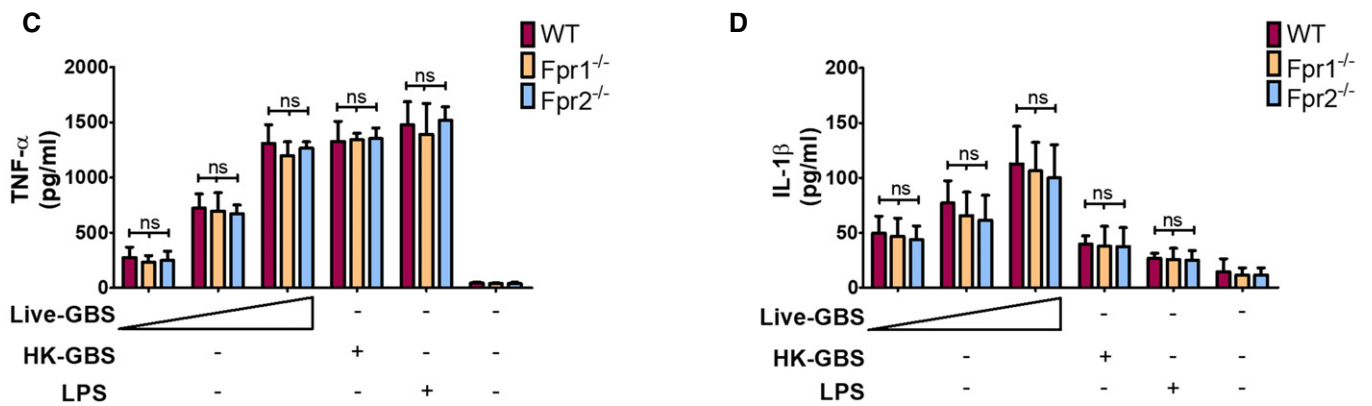 C
WT
Fpr1-/-
Fpr2-/-
TNF-α
(pg/ml)
2000
1500
1000
500
0
ns
ns
ns
ns
ns
Live-GBS - - -
HK-GBS - + - -
LPS - - + -
D
WT
Fpr1-/-
Fpr2-/-
IL-1β
(pg/ml)
200
150
100
50
0
ns
ns
ns
ns
ns
Live-GBS - - -
HK-GBS - + - -
LPS - - + -